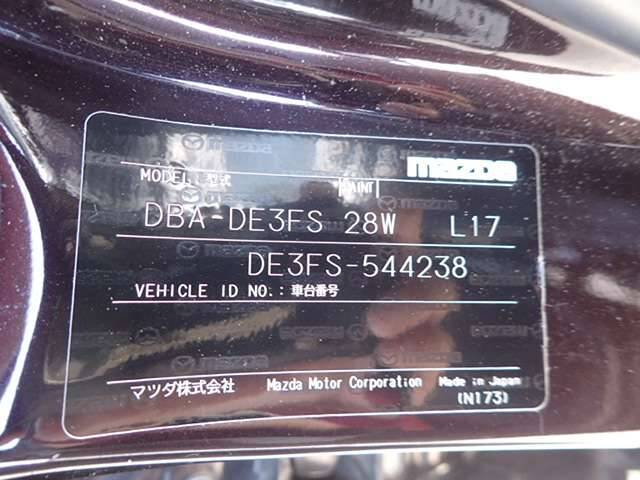 mazda
MODEL:型式 PAINT
DBA-DE3FS 28W L17
DE3FS-544238
VEHICLE ID NO.:車台番号
マツダ株式会社 Mazda Motor Corporation Made in Japan
(N173)